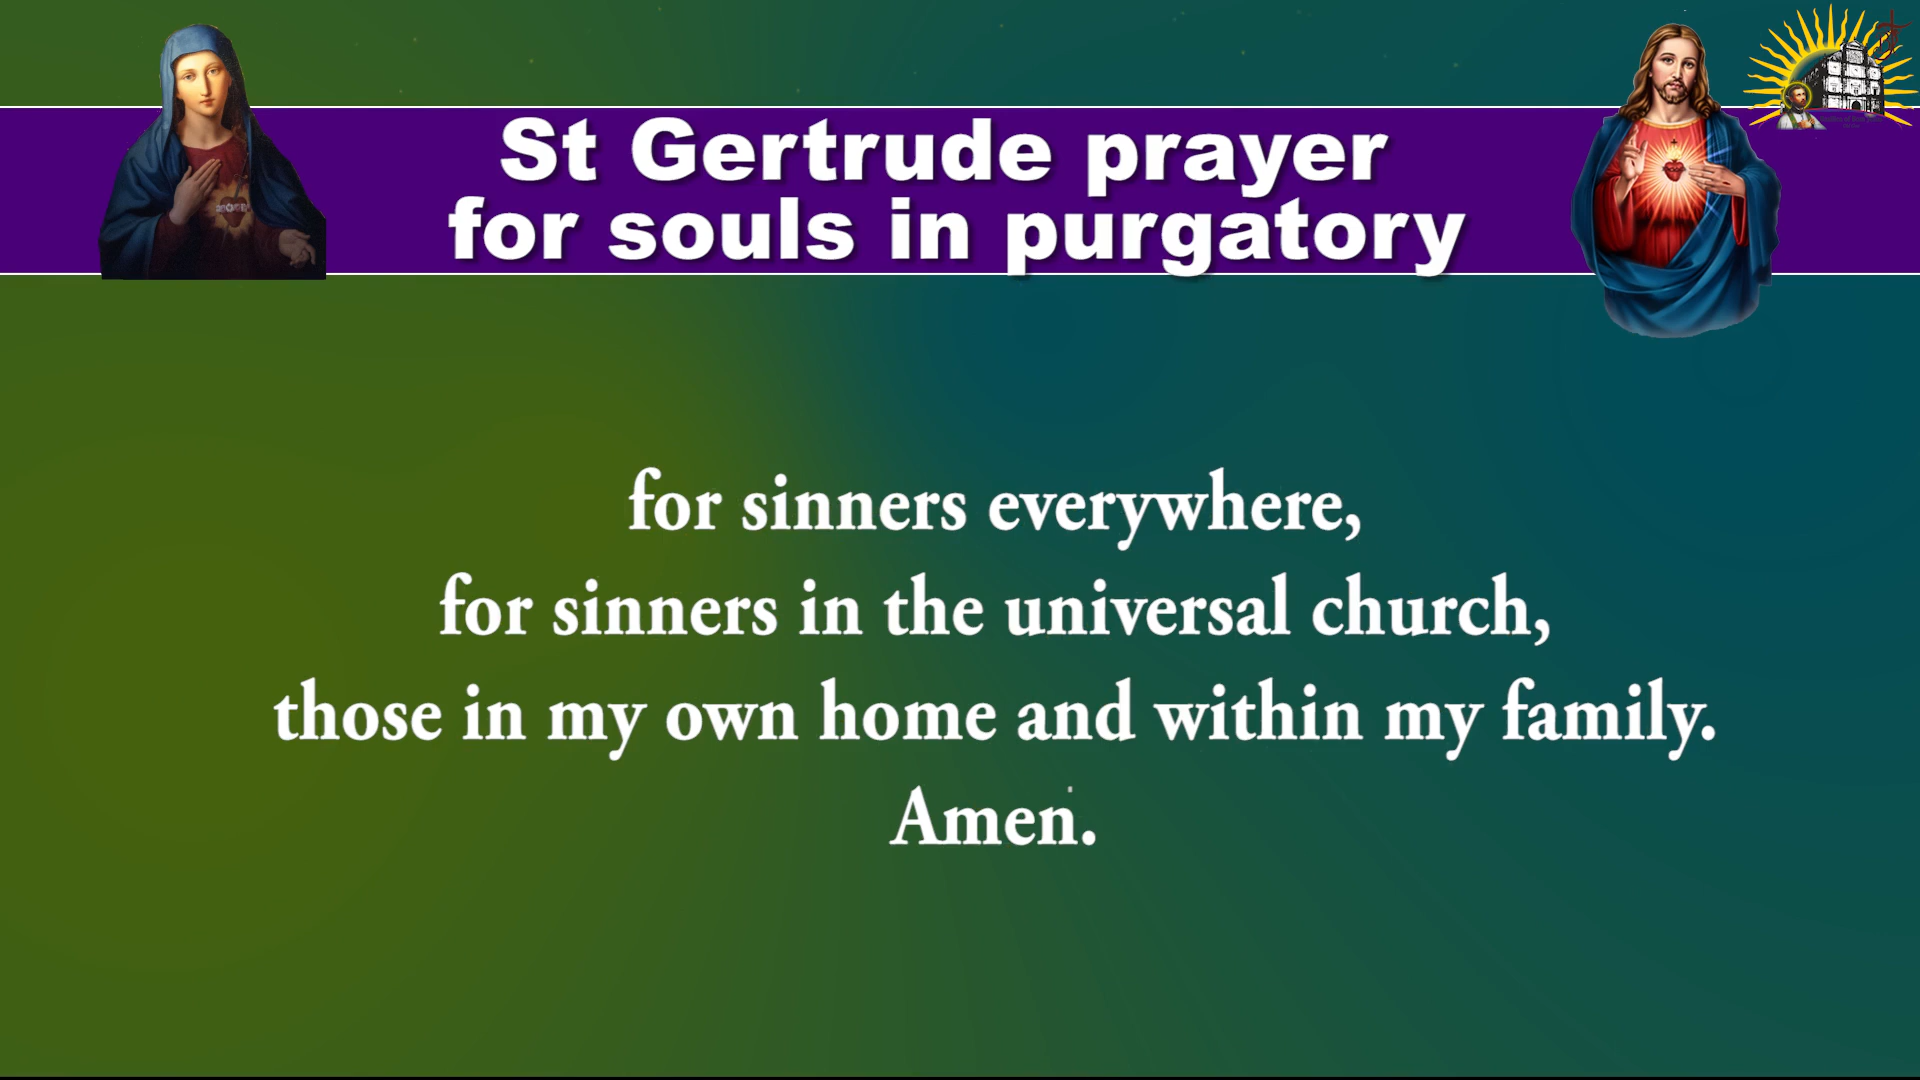 St Gertrude prayer
for souls in purgatory
for sinners everywhere,
for sinners in the universal church,
those in my own home and within my family.
Amen.